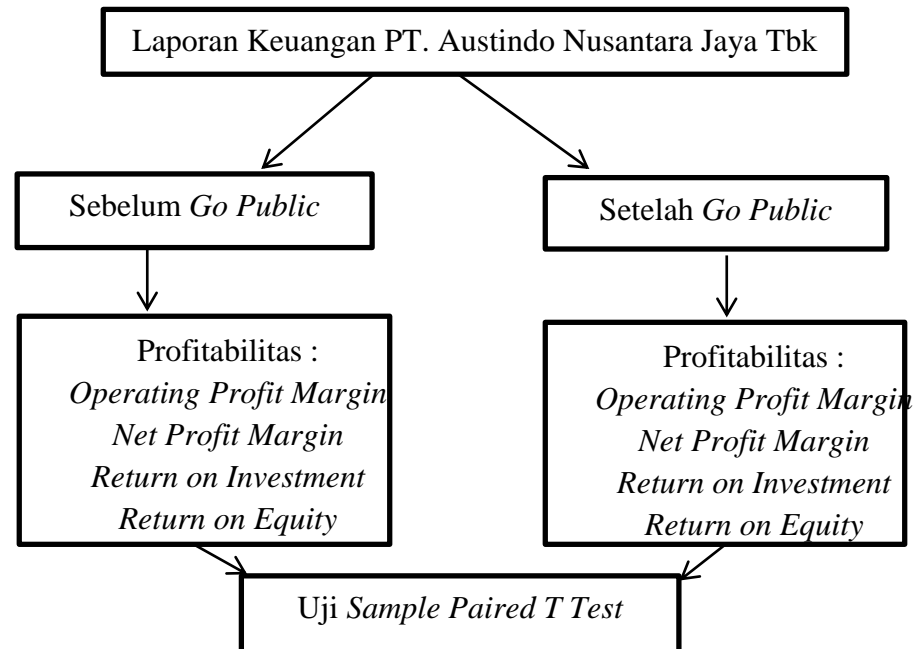 Laporan Keuangan PT. Austindo Nusantara Jaya Tbk
Sebelum Go Public
Setelah Go Public
Profitabilitas :
Operating Profit Margin
Net Profit Margin
Return on Investment
Return on Equity
Profitabilitas :
Operating Profit Margin
Net Profit Margin
Return on Investment
Return on Equity
Uji Sample Paired T Test